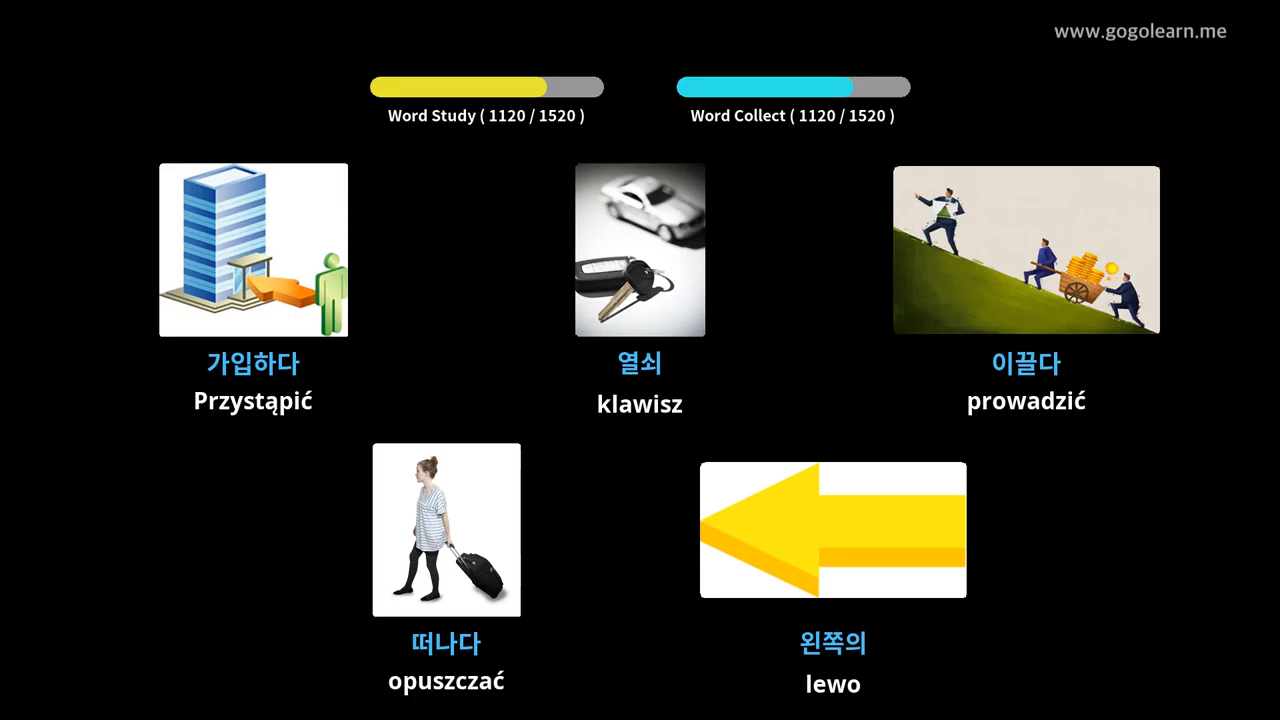 www.gogolearn.me
Word Study ( 1120 / 1520 )
Word Collect ( 1120 / 1520 )
가입하다
Przystąpić
열쇠
klawisz
이끌다
prowadzić
떠나다
opuszczać
왼쪽의
lewo